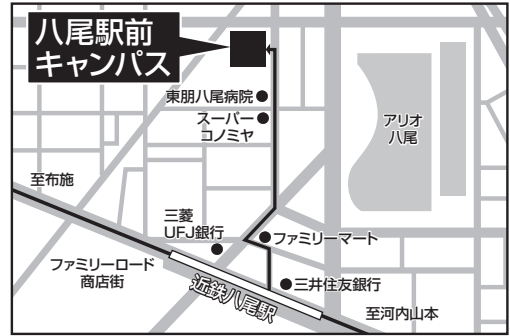 八尾駅前
キャンパス
東朋八尾病院
スーパー
コノミヤ
アリオ
八尾
至布施
三菱
UFJ銀行
ファミリーマート
ファミリーロード
商店街
近鉄八尾駅
三井住友銀行
至河内山本